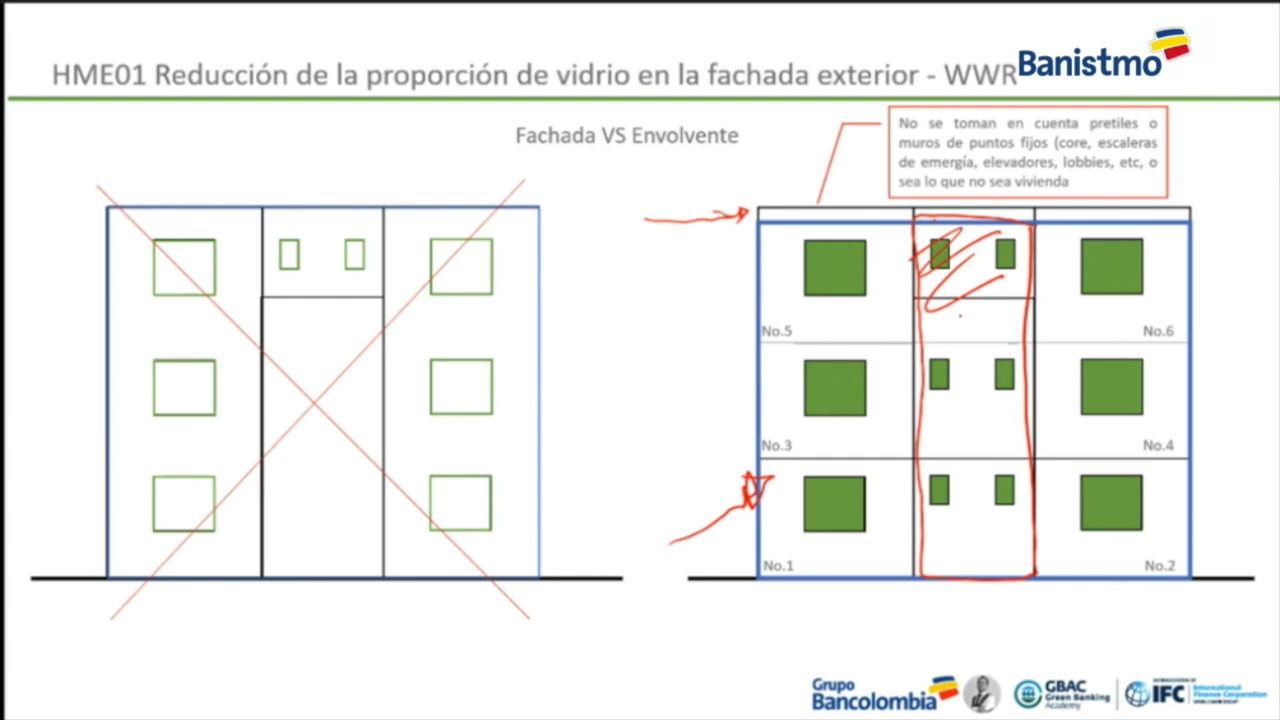 HME01 Reducción de la proporción de vidrio en la fachada exterior - WWR
Banistmo
Fachada VS Envolvente
No se toman en cuenta pretiles o
muros de puntos fijos (core, escaleras
de emergía, elevadores, lobbies, etc, o
sea lo que no sea vivienda
No.5
No.6
No.3
No.4
No.1
No.2
Grupo
Bancolombia
GBAC
Green Banking
Academy
IFC
International
Finance Corporation